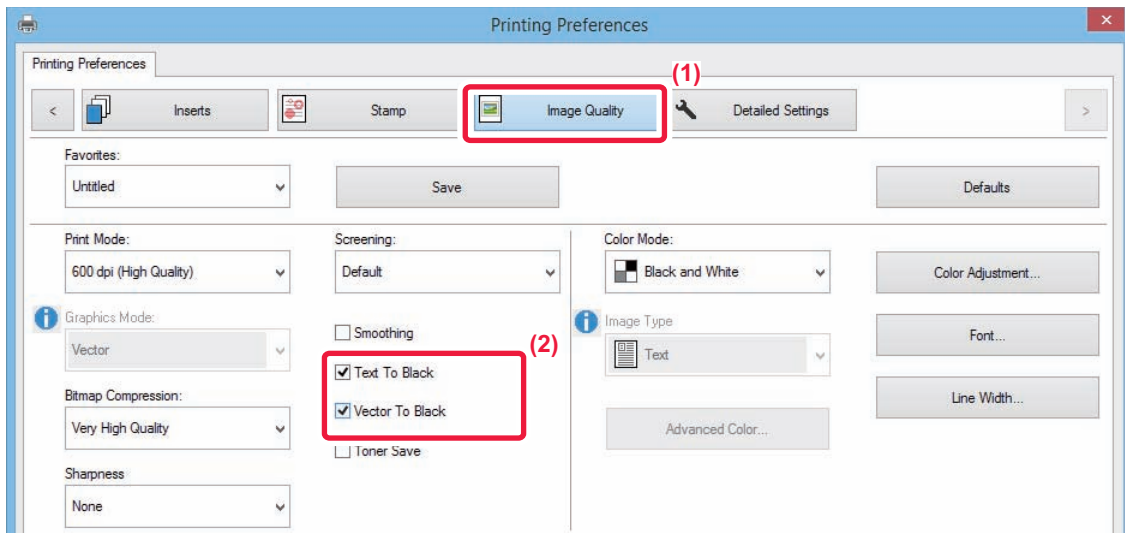 Printing Preferences
Printing Preferences
(1)
< Inserts Stamp Image Quality Detailed Settings >
Favorites:
Untitled Save Defaults
Print Mode: Screening: Color Mode:
600 dpi (High Quality) Default Black and White Color Adjustment...
Graphics Mode: Smoothing Image Type Font...
Vector (2) Text
Text To Black
Bitmap Compression: Line Width...
Vector To Black
Very High Quality Advanced Color...
Toner Save
Sharpness
None